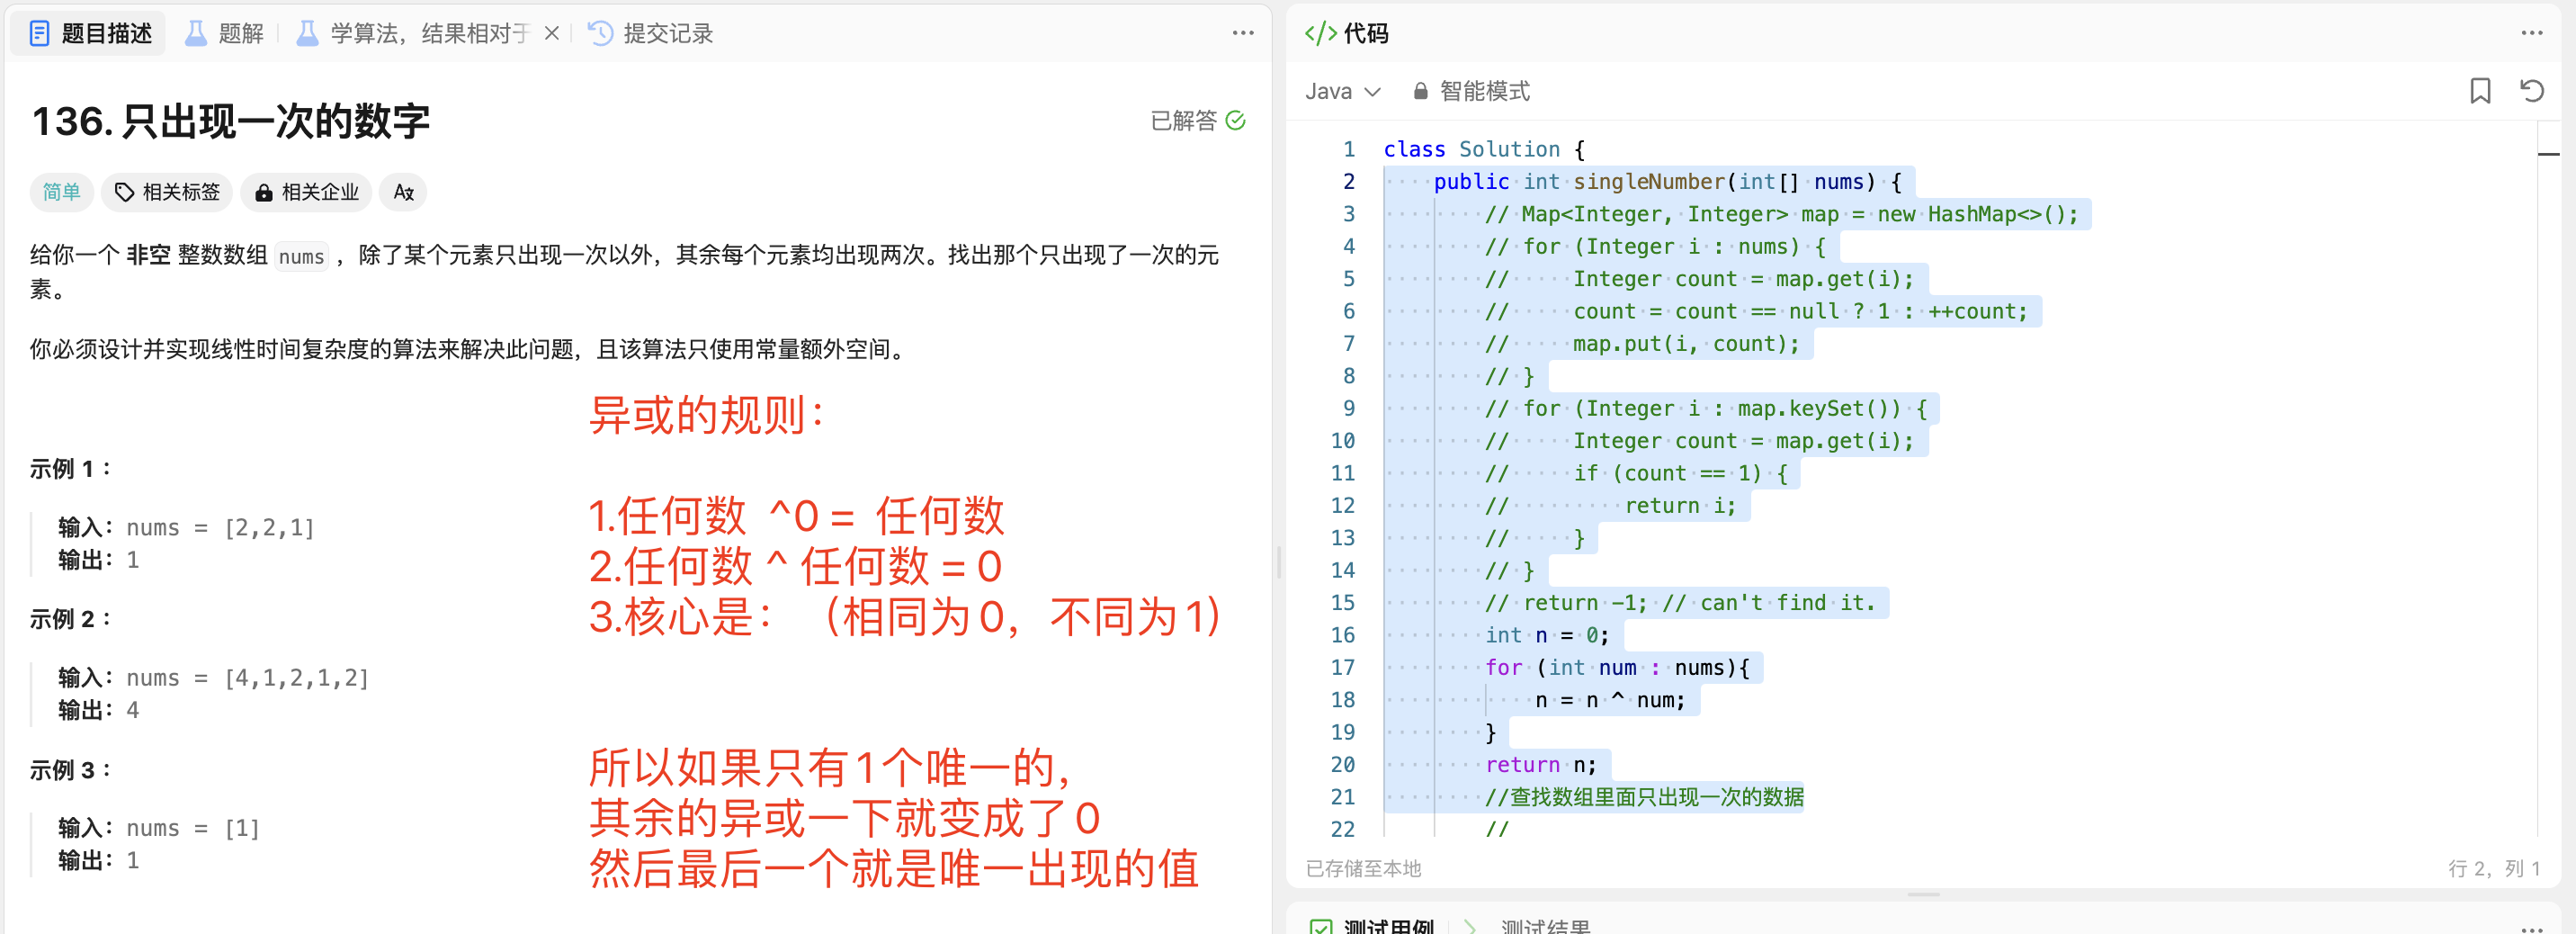 题目描述
题解
学算法，结果相对于
提交记录
136. 只出现一次的数字
已解答
简单
相关标签
相关企业
给你一个 非空 整数数组 nums ，除了某个元素只出现一次以外，其余每个元素均出现两次。找出那个只出现了一次的元
素。
你必须设计并实现线性时间复杂度的算法来解决此问题，且该算法只使用常量额外空间。
异或的规则：
1.任何数 ^0 = 任何数
2.任何数 ^ 任何数 = 0
3.核心是：（相同为0，不同为1）
示例 1 ：
输入：nums = [2,2,1]
输出：1
示例 2 ：
输入：nums = [4,1,2,1,2]
输出：4
示例 3 ：
输入：nums = [1]
输出：1
所以如果只有1个唯一的，
其余的异或一下就变成了0
然后最后一个就是唯一出现的值
</> 代码
Java
智能模式
1 class Solution {
2 public int singleNumber(int[] nums) {
3 // Map<Integer, Integer> map = new HashMap<>();
4 // for (Integer i : nums) {
5 //     Integer count = map.get(i);
6 //     count = count == null ? 1 : ++count;
7 //     map.put(i, count);
8 // }
9 // for (Integer i : map.keySet()) {
10 //     Integer count = map.get(i);
11 //     if (count == 1) {
12 //         return i;
13 //     }
14 // }
15 // return -1; // can't find it.
16 int n = 0;
17 for (int num : nums){
18 n = n ^ num;
19 }
20 return n;
21 //查找数组里面只出现一次的数据
22 //
已存储至本地
行 2，列 1
测试用例
测试结果